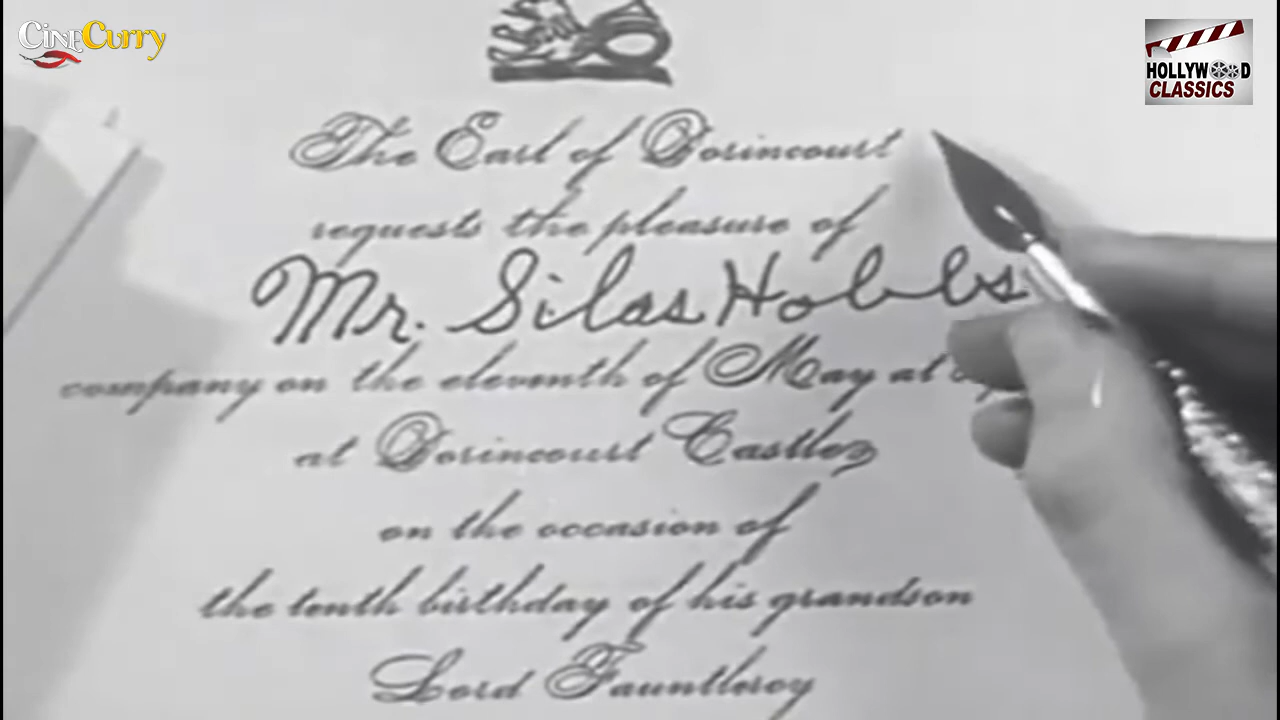 CINECURRY
HOLLYWOOD
CLASSICS
The Earl of Dorincourt
requests the pleasure of
Mr. Silas Hobbs
company on the eleventh of May at
at Dorincourt Castle
on the occasion of
the tenth birthday of his grandson
Lord Fauntleroy